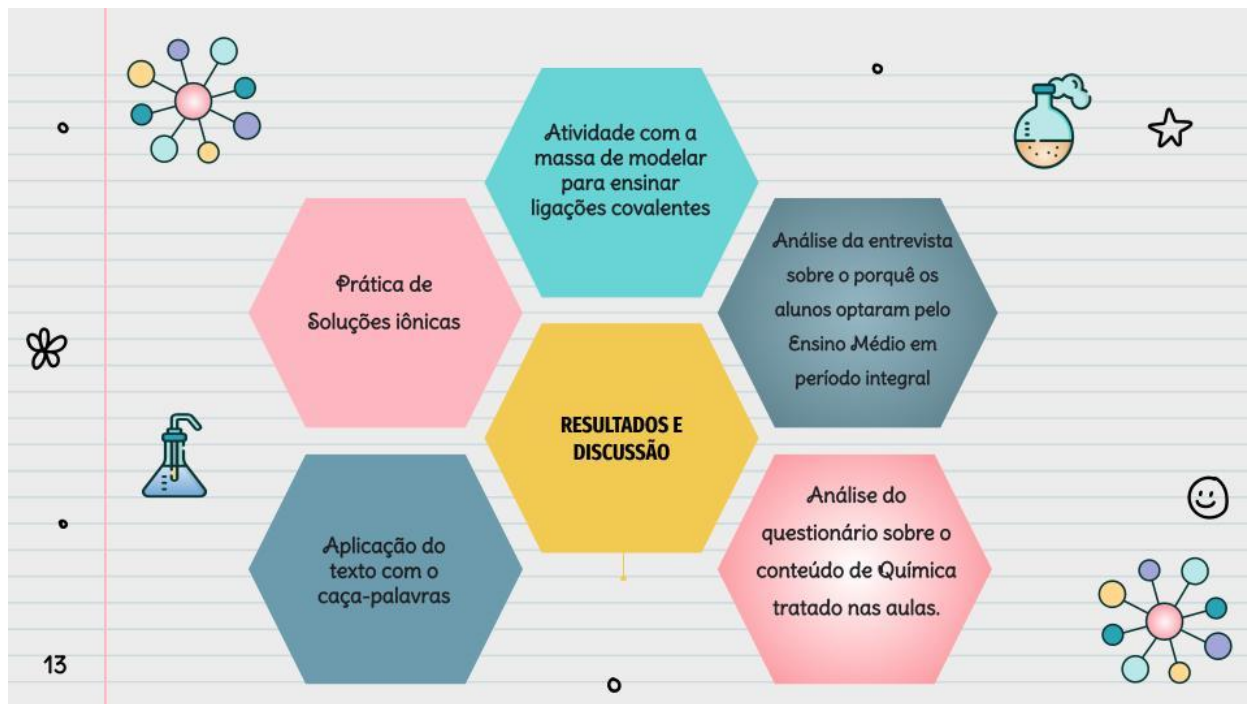 Atividade com a
massa de modelar
para ensinar
ligações covalentes
Prática de
Soluções iônicas
Análise da entrevista
sobre o porquê os
alunos optaram pelo
Ensino Médio em
período integral
RESULTADOS E
DISCUSSÃO
Aplicação do
texto com o
caça-palavras
Análise do
questionário sobre o
conteúdo de Química
tratado nas aulas.
13